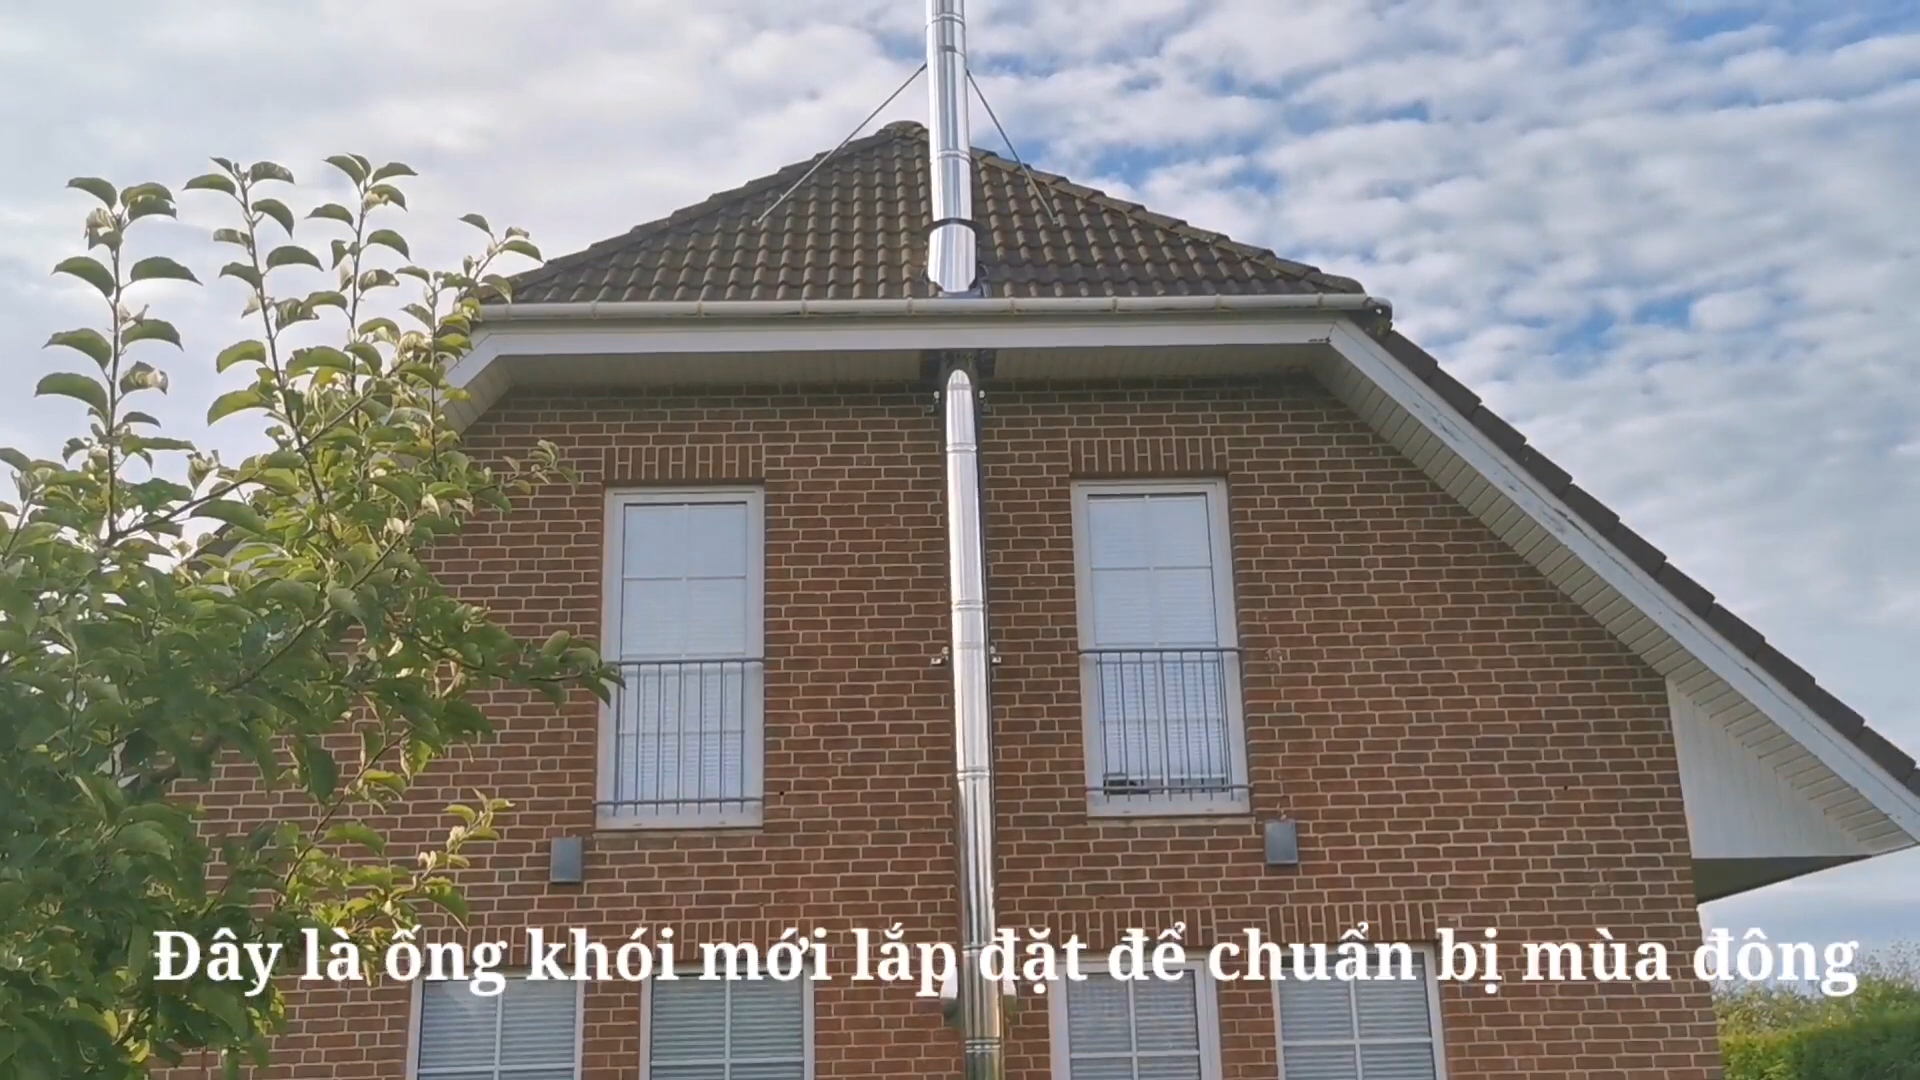 Đây là ống khói mới lắp đặt để chuẩn bị mùa đông